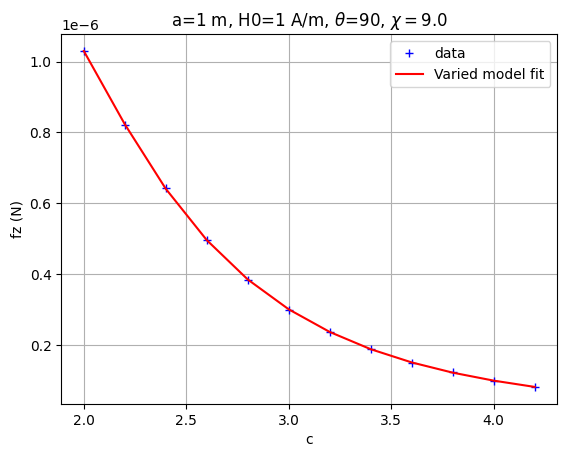 a=1 m, H0=1 A/m, θ=90, χ = 9.0
1e−6
data
Varied model fit
1.0
0.8
0.6
0.4
0.2
fz (N)
2.0 2.5 3.0 3.5 4.0
c